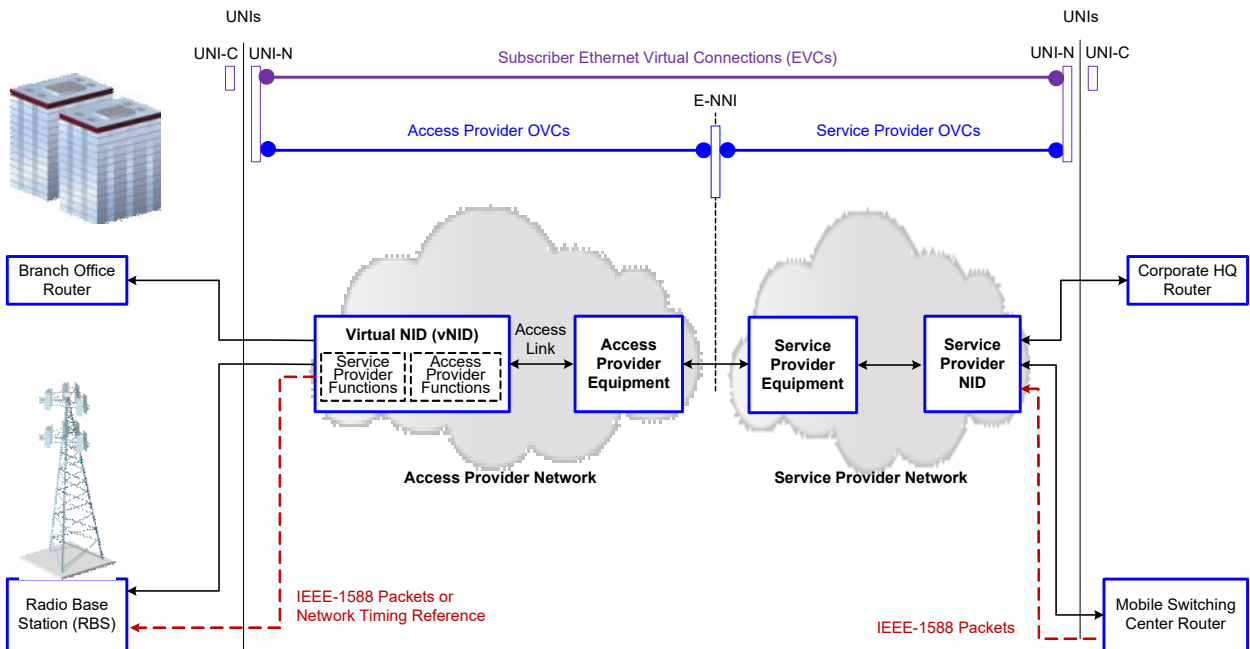 UNIs
UNIs
UNI-C
UNI-N
Subscriber Ethernet Virtual Connections (EVCs)
UNI-N
UNI-C
E-NNI
Access Provider OVCs
Service Provider OVCs
Branch Office
Router
Corporate HQ
Router
Virtual NID (vNID)
Service
Provider
Functions
Access
Provider
Functions
Access
Link
Access
Provider
Equipment
Service
Provider
Equipment
Service
Provider
NID
Access Provider Network
Service Provider Network
IEEE-1588 Packets or
Network Timing Reference
Radio Base
Station (RBS)
IEEE-1588 Packets
Mobile Switching
Center Router